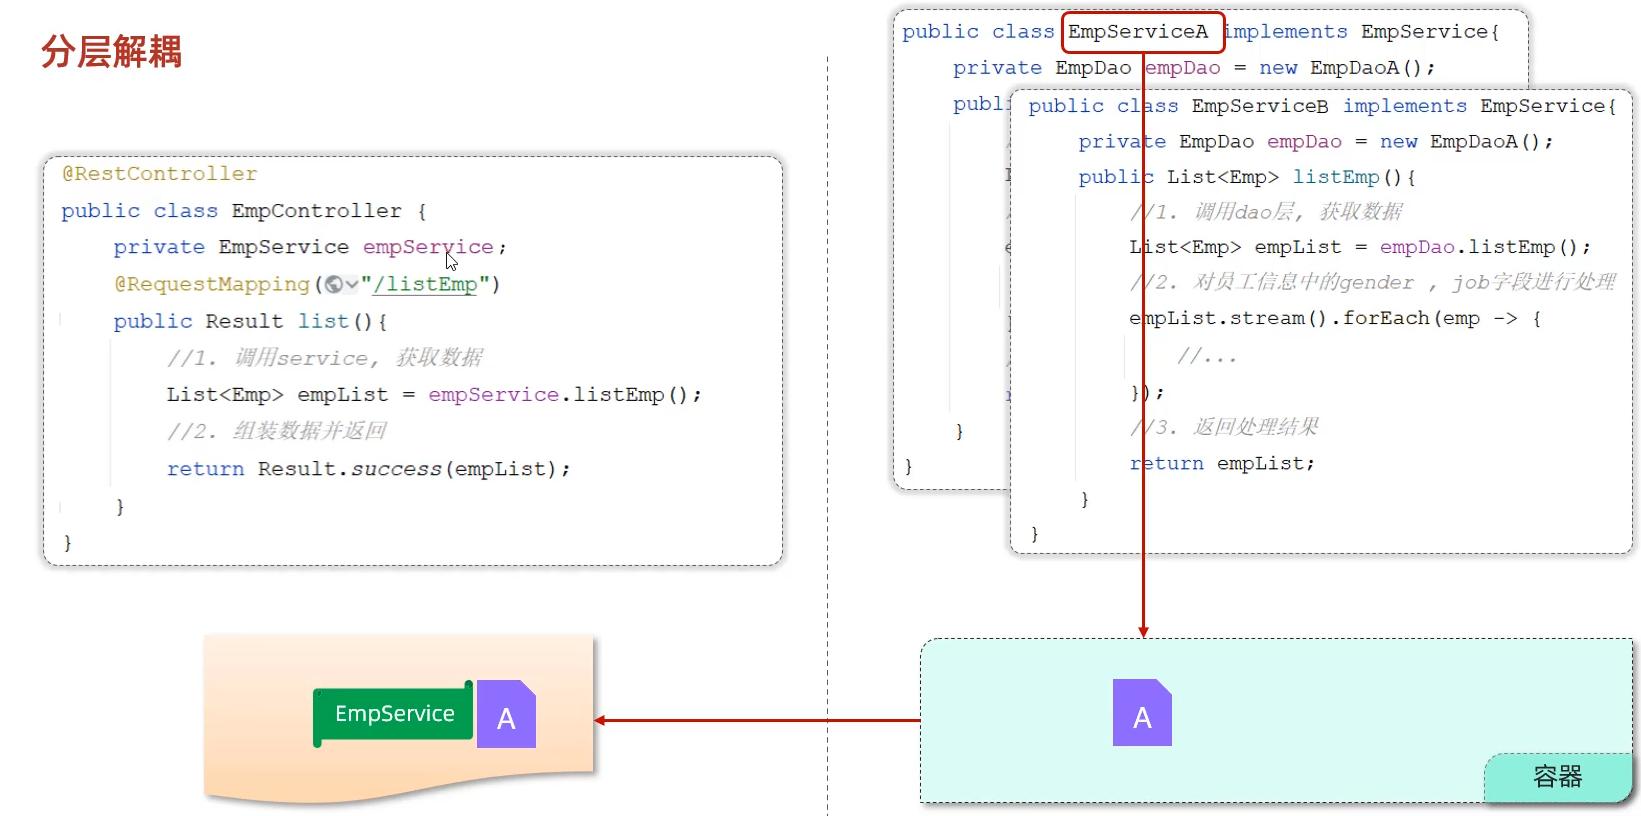 分层解耦
@RestController
public class EmpController {
private EmpService empService;
@RequestMapping("/listEmp")
public Result list(){
//1. 调用service, 获取数据
List<Emp> empList = empService.listEmp();
//2. 组装数据并返回
return Result.success(empList);
}
}
public class EmpServiceA implements EmpService{
private EmpDao empDao = new EmpDaoA();
publi
}
}
public class EmpServiceB implements EmpService{
private EmpDao empDao = new EmpDaoA();
public List<Emp> listEmp(){
//1. 调用dao层, 获取数据
List<Emp> empList = empDao.listEmp();
//2. 对员工信息中的gender , job字段进行处理
empList.stream().forEach(emp -> {
//...
});
//3. 返回处理结果
return empList;
}
}
EmpService A
A
容器